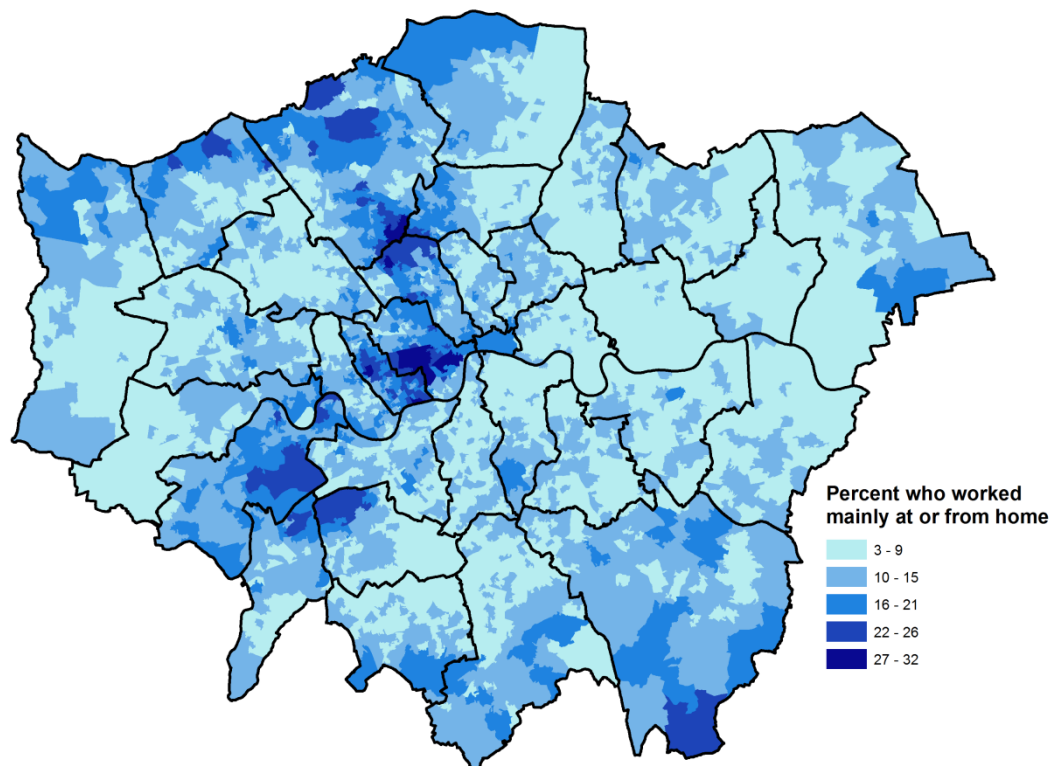 Percent who worked
mainly at or from home
3 - 9
10 - 15
16 - 21
22 - 26
27 - 32